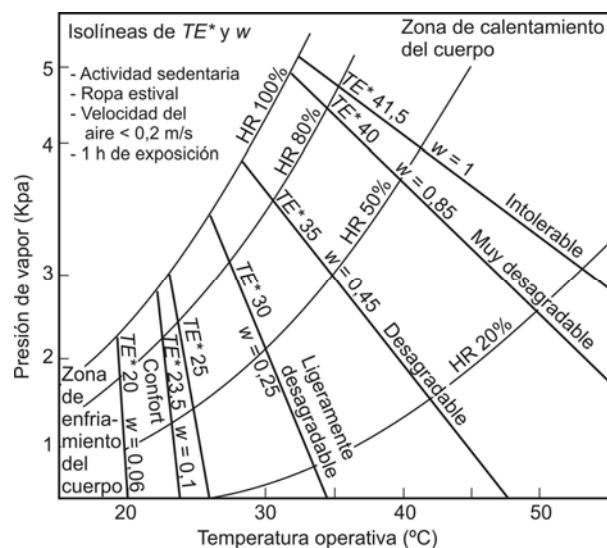 Isolíneas de TE* y w
- Actividad sedentaria
- Ropa estival
- Velocidad del
aire < 0,2 m/s
- 1 h de exposición
Zona de calentamiento
del cuerpo
HR 100%
HR 80%
HR 50%
HR 20%
TE* 41,5
w = 1
Intolerable
TE* 40
w = 0,85
Muy desagradable
TE* 35
w = 0,45
Desagradable
TE* 30
w = 0,25
Ligeramente
desagradable
TE* 25
w = 0,1
TE* 23,5
Confort
TE* 20
w = 0,06
Zona
de
enfria-
miento
del
cuerpo
Presión de vapor (Kpa)
5
4
3
2
1
20
30
40
50
Temperatura operativa (ºC)